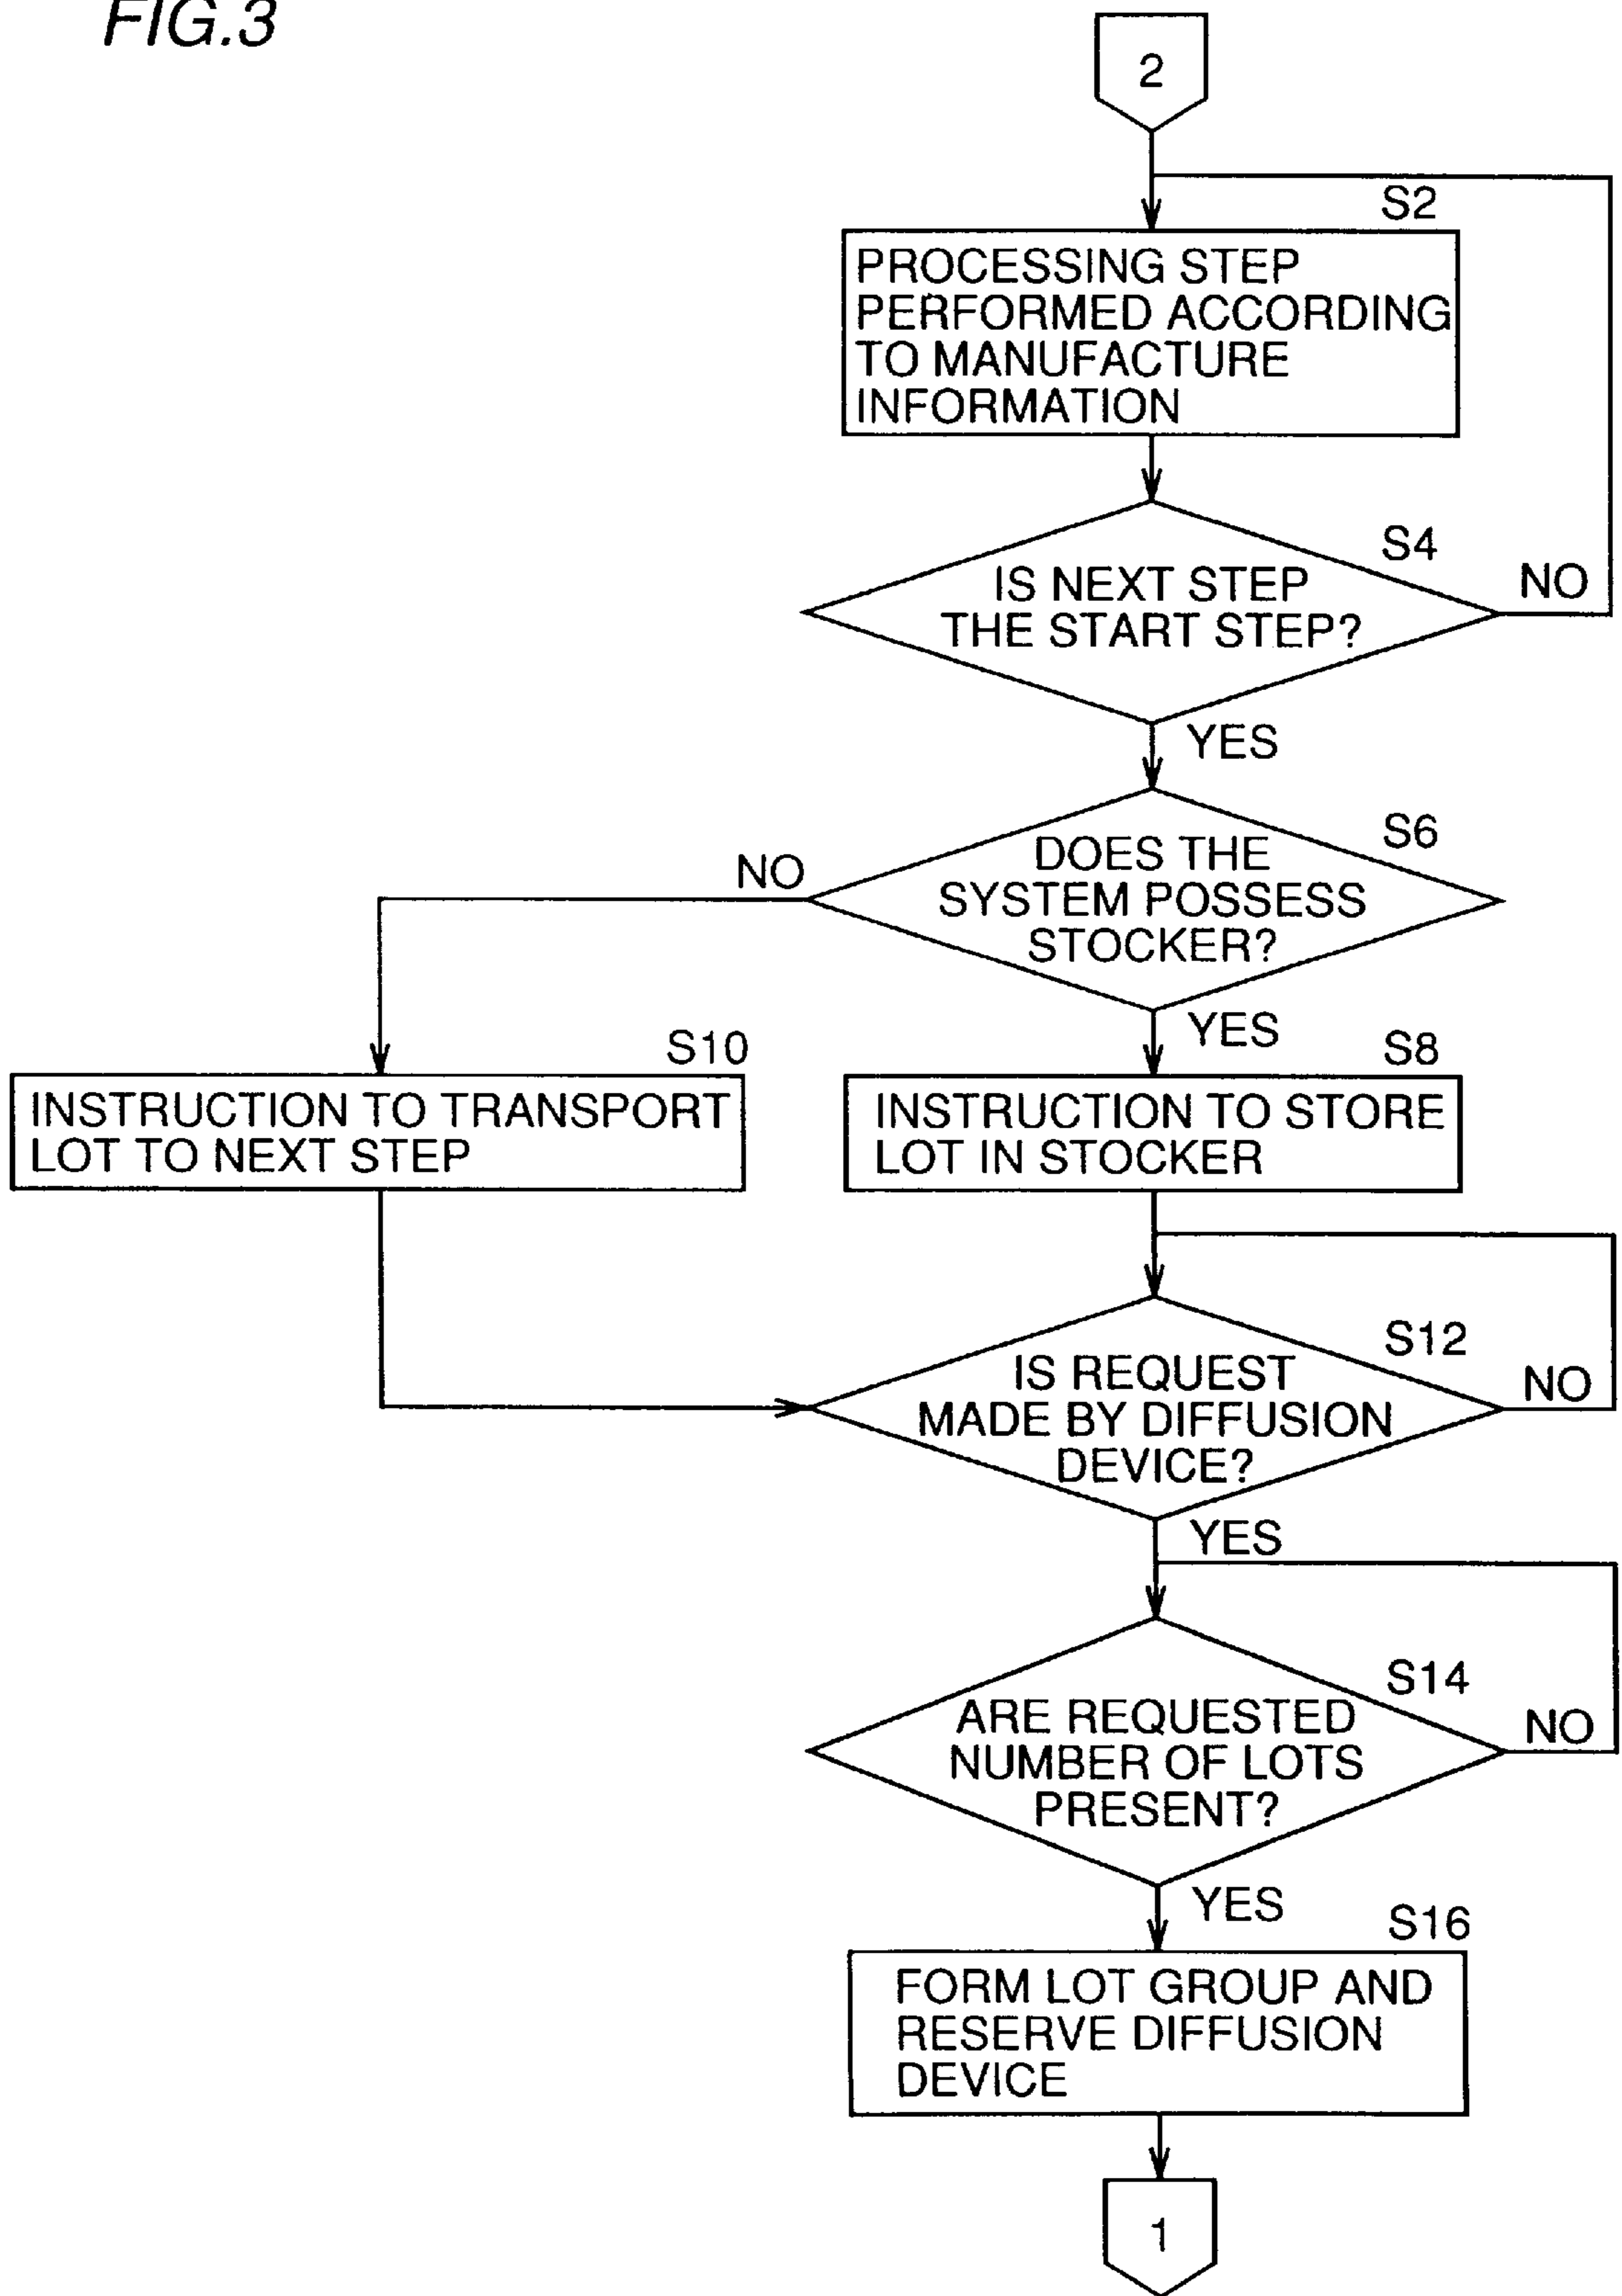 FIG.3
2
S2
PROCESSING STEP
PERFORMED ACCORDING
TO MANUFACTURE
INFORMATION
S4
IS NEXT STEP
THE START STEP?
NO
YES
S6
DOES THE
SYSTEM POSSESS
STOCKER?
NO
YES
S10
INSTRUCTION TO TRANSPORT
LOT TO NEXT STEP
S8
INSTRUCTION TO STORE
LOT IN STOCKER
S12
IS REQUEST
MADE BY DIFFUSION
DEVICE?
NO
YES
S14
ARE REQUESTED
NUMBER OF LOTS
PRESENT?
NO
YES
S16
FORM LOT GROUP AND
RESERVE DIFFUSION
DEVICE
1